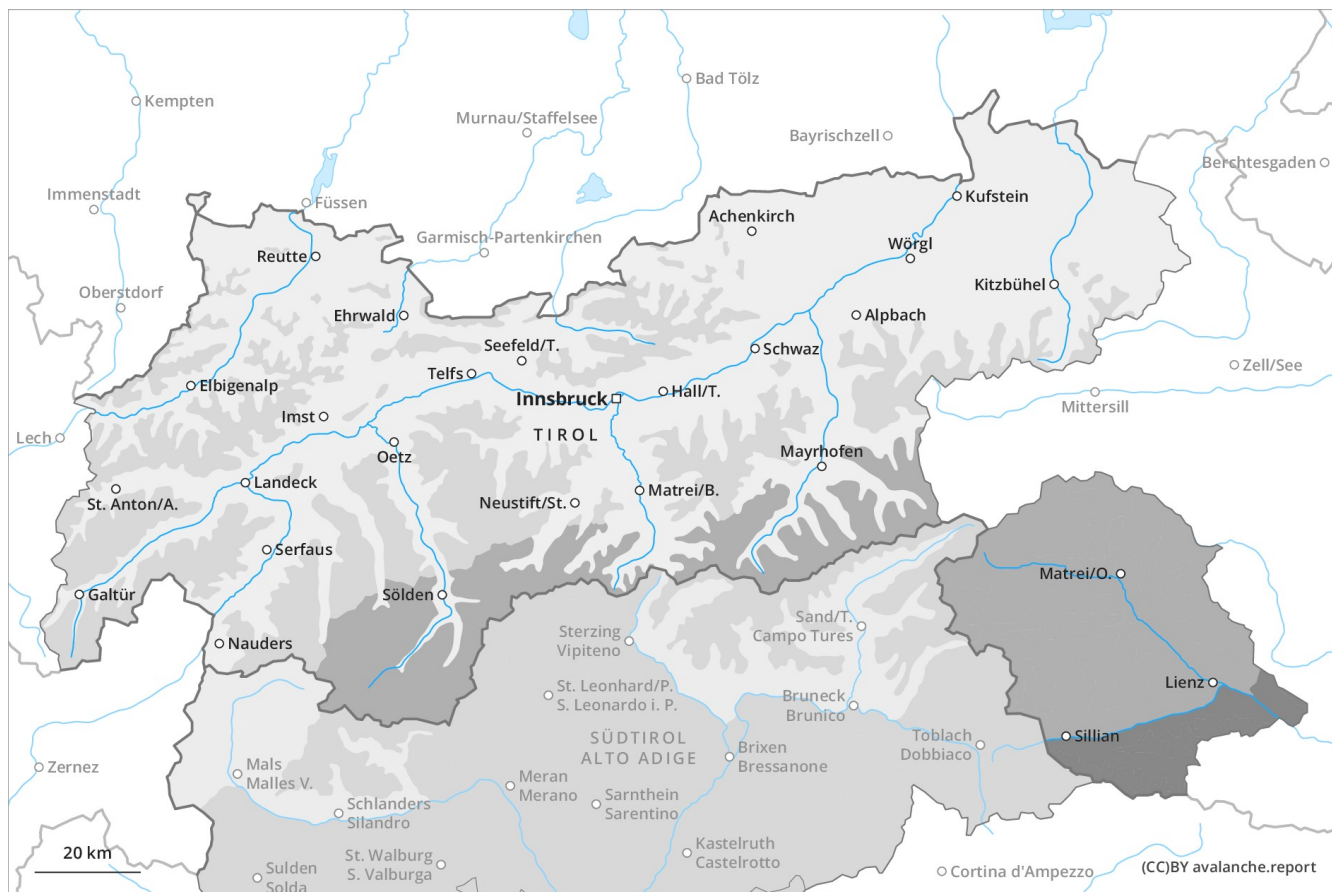 Bad Tölz
Kempten
Murnau/Staffelsee
Bayrischzell
Berchtesgaden
Immenstadt
Füssen
Kufstein
Achenkirch
Garmisch-Partenkirchen
Wörgl
Reutte
Kitzbühel
Oberstdorf
Ehrwald
Alpbach
Seefeld/T.
Schwaz
Zell/See
Telfs
Elbigenalp
Hall/T.
Innsbruck
Mittersill
Imst
Lech
TIROL
Oetz
Mayrhofen
Landeck
Matrei/B.
St. Anton/A.
Neustift/St.
Serfaus
Matrei/O.
Galtür
Sölden
Sand/T.
Campo Tures
Sterzing
Vipiteno
Nauders
Lienz
St. Leonhard/P.
S. Leonardo i. P.
Bruneck
Brunico
Sillian
SÜDTIROL
ALTO ADIGE
Toblach
Dobbiaco
Brixen
Bressanone
Zernez
Mals
Malles V.
Meran
Merano
Schlanders
Silandro
Sarnthein
Sarentino
Kastelruth
Castelrotto
20 km
St. Walburg
S. Valburga
Sulden
Solda
Cortina d'Ampezzo
(CC)BY avalanche.report